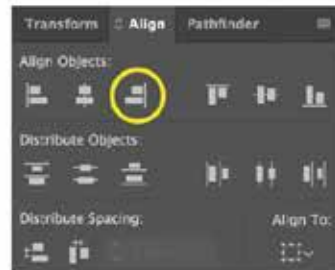 Transform Align Pathfinder
Align Objects:
Distribute Objects:
Distribute Spacing: Align To: